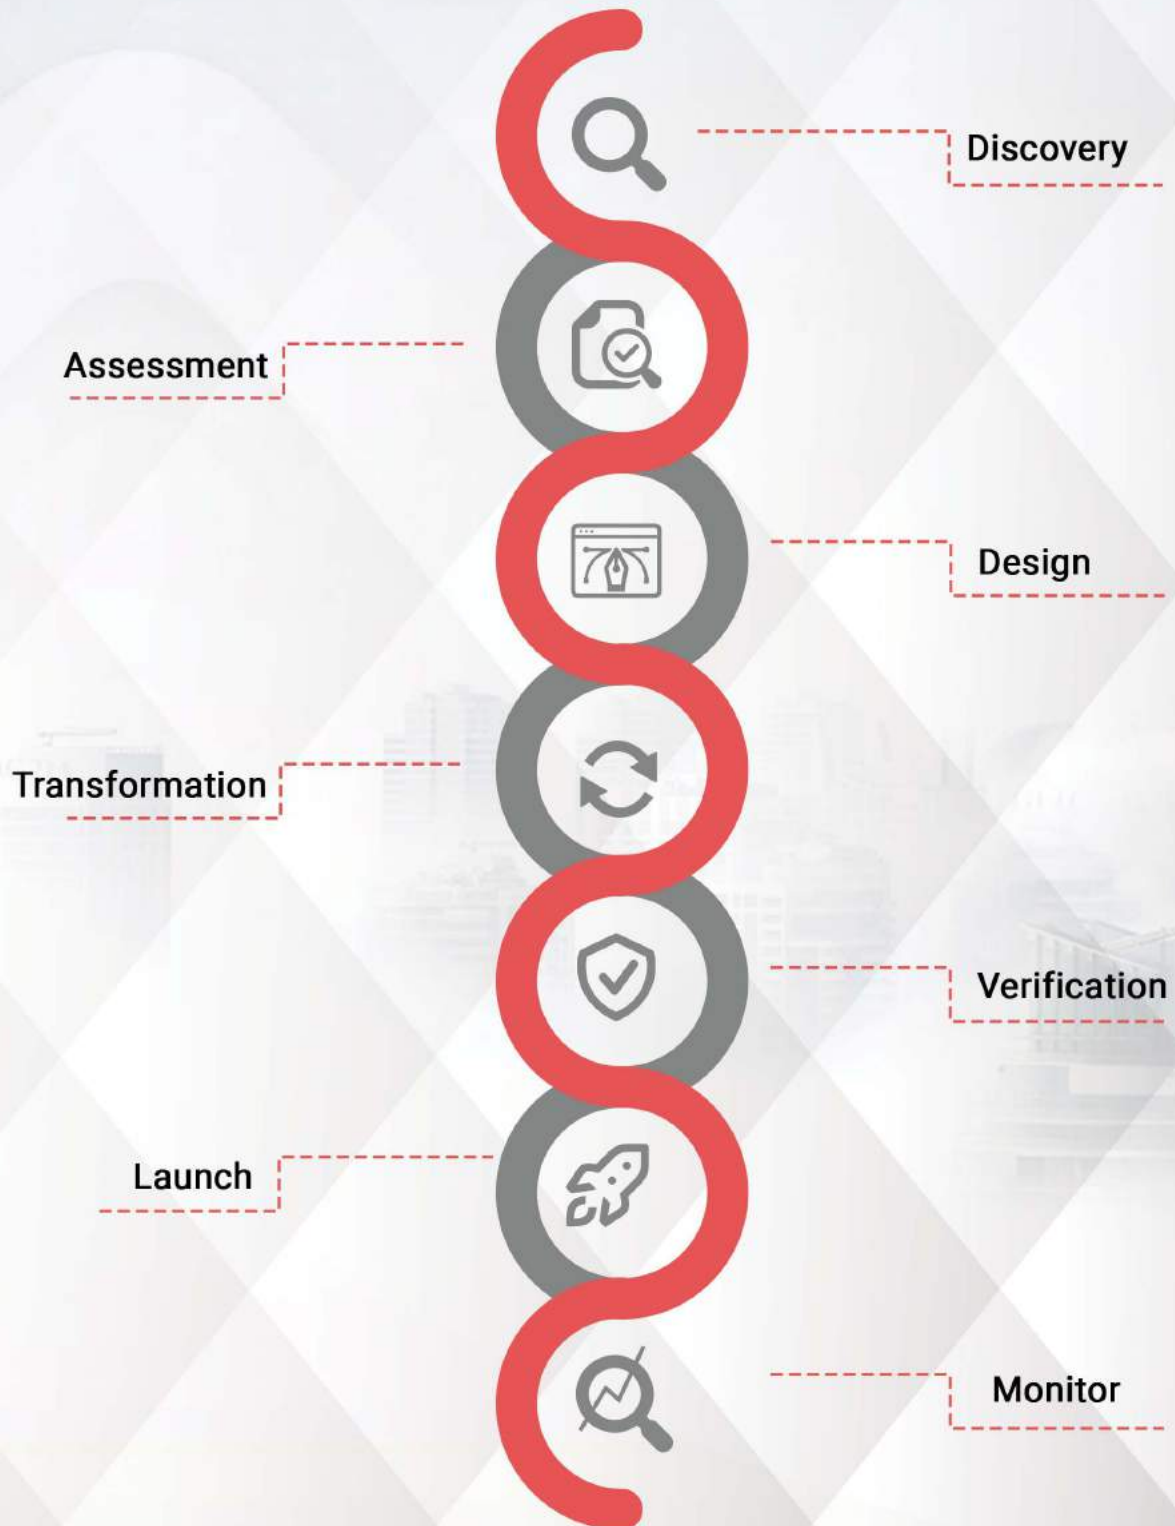 Discovery
Assessment
Design
Transformation
Verification
Launch
Monitor